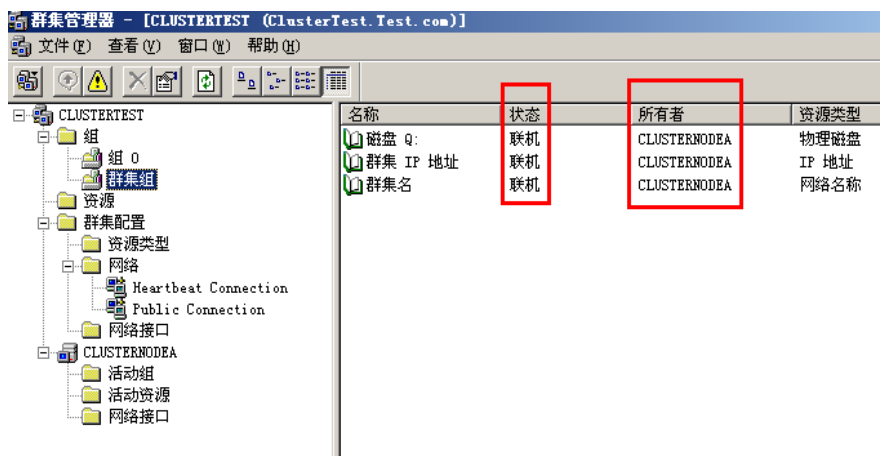 群集管理器 - [CLUSTERTEST (ClusterTest.Test.com)]
文件(F) 查看(V) 窗口(W) 帮助(H)
CLUSTERTEST
组
组 0
群集组
资源
群集配置
资源类型
网络
Heartbeat Connection
Public Connection
网络接口
CLUSTERNODEA
活动组
活动资源
网络接口
名称 状态 所有者 资源类型
磁盘 Q: 联机 CLUSTERNODEA 物理磁盘
群集 IP 地址 联机 CLUSTERNODEA IP 地址
群集名 联机 CLUSTERNODEA 网络名称